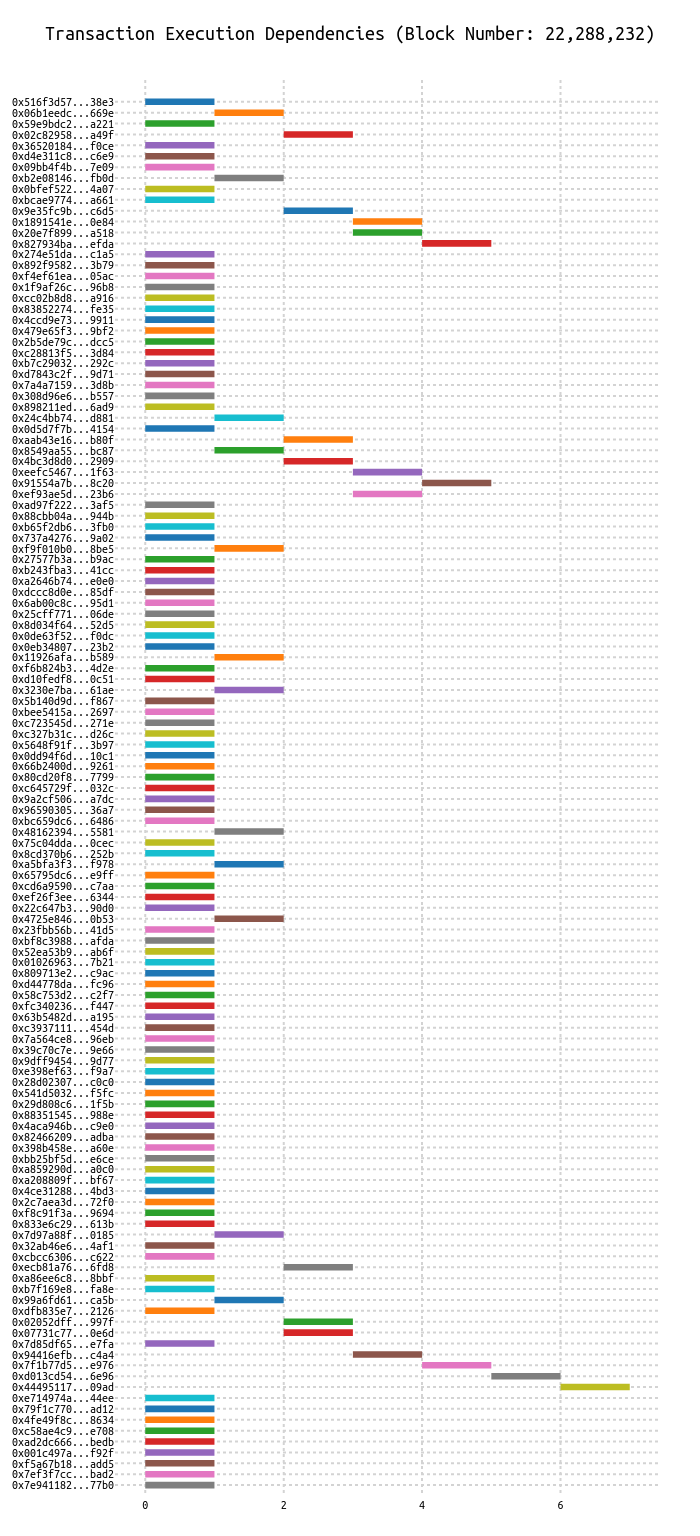 Transaction Execution Dependencies (Block Number: 22,288,232)
0x516f3d57...38e3
0x06b1eedc...669e
0x59e9bdc2...a221
0x02c82958...a49f
0x36520184...f0ce
0xd4e311c8...c6e9
0x09bb4f4b...7e09
0xb2e08146...fb0d
0x0bfef522...4a07
0xbcae9774...a661
0x9e35fc9b...c6d5
0x1891541e...0e84
0x20e7f899...a518
0x827934ba...efda
0x274e51da...c1a5
0x892f9582...3b79
0xf4ef61ea...05ac
0x1f9af26c...96b8
0xcc02b8d8...a916
0x83852274...fe35
0x4ccd9e73...9911
0x479e65f3...9bf2
0x2b5de79c...dcc5
0xc28813f5...3d84
0xb7c29032...292c
0xd7843c2f...9d71
0x7a4a7159...3d8b
0x308d96e6...b557
0x898211ed...6ad9
0x24c4bb74...d881
0x0d5d7f7b...4154
0xaab43e16...b80f
0x8549aa55...bc87
0x4bc3d8d0...2909
0xeefc5467...1f63
0x91554a7b...8c20
0xef93ae5d...23b6
0xad97f222...3af5
0x88cbb04a...944b
0xb65f2db6...3fb0
0x737a4276...9a02
0xf9f010b0...8be5
0x27577b3a...b9ac
0xb243fba3...41cc
0xa2646b74...e0e0
0xdccc8d0e...85df
0x6ab00c8c...95d1
0x25cff771...06de
0x8d034f64...52d5
0x0de63f52...f0dc
0x0eb34807...23b2
0x11926afa...b589
0xf6b824b3...4d2e
0xd10fedf8...0c51
0x3230e7ba...61ae
0x5b140d9d...f867
0xbee5415a...2697
0xc723545d...271e
0xc327b31c...d26c
0x5648f91f...3b97
0x0dd94f6d...10c1
0x66b2400d...9261
0x80cd20f8...7799
0xc645729f...032c
0x9a2cf506...a7dc
0x96590305...36a7
0xbc659dc6...6486
0x48162394...5581
0x75c04dda...0cec
0x8cd370b6...252b
0xa5bfa3f3...f978
0x65795dc6...e9ff
0xcd6a9590...c7aa
0xef26f3ee...6344
0x22c647b3...90d0
0x4725e846...0b53
0x23fbb56b...41d5
0xbf8c3988...afda
0x52ea53b9...ab6f
0x01026963...7b21
0x809713e2...c9ac
0xd44778da...fc96
0x58c753d2...c2f7
0xfc340236...f447
0x63b5482d...a195
0xc3937111...454d
0x7a564ce8...96eb
0x39c70c7e...9e66
0x9dff9454...9d77
0xe398ef63...f9a7
0x28d02307...c0c0
0x541d5032...f5fc
0x29d808c6...1f5b
0x88351545...988e
0x4aca946b...c9e0
0x82466209...adba
0x398b458e...a60e
0xbb25bf5d...e6ce
0xa859290d...a0c0
0xa208809f...bf67
0x4ce31288...4bd3
0x2c7aea3d...72f0
0xf8c91f3a...9694
0x833e6c29...613b
0x7d97a88f...0185
0x32ab46e6...4af1
0xcbcc6306...c622
0xecb81a76...6fd8
0xa86ee6c8...8bbf
0xb7f169e8...fa8e
0x99a6fd61...ca5b
0xdfb835e7...2126
0x02052dff...997f
0x07731c77...0e6d
0x7d85df65...e7fa
0x94416efb...c4a4
0x7f1b77d5...e976
0xd013cd54...6e96
0x44495117...09ad
0xe714974a...44ee
0x79f1c770...ad12
0x4fe49f8c...8634
0xc58ae4c9...e708
0xad2dc666...bedb
0x001c497a...f92f
0xf5a67b18...add5
0x7ef3f7cc...bad2
0x7e941182...77b0
0 2 4 6